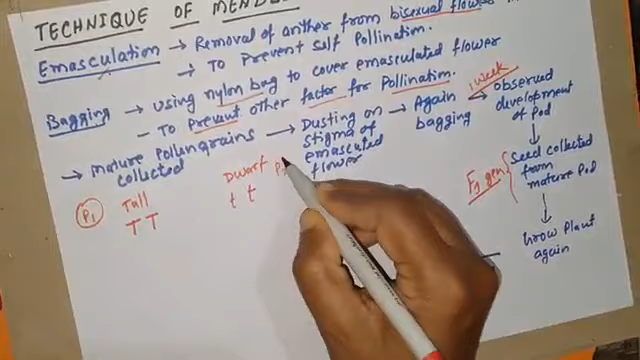 TECHNIQUE OF MENDE
Emasculation → Removal of anther from bisexual flowe
→ To Prevent Self Pollination.
Bagging → Using nylon bag to cover emasculated flower
- To Prevent other factor for Pollination.
→ Mature Pollengrains collected → Dusting on stigma of emasculated flower → Again bagging → observed development of Pod
1 week
F1 gen { Seed collected from mature Pod
↓
Grow Plant again
P1 Tall Dwarf
TT tt